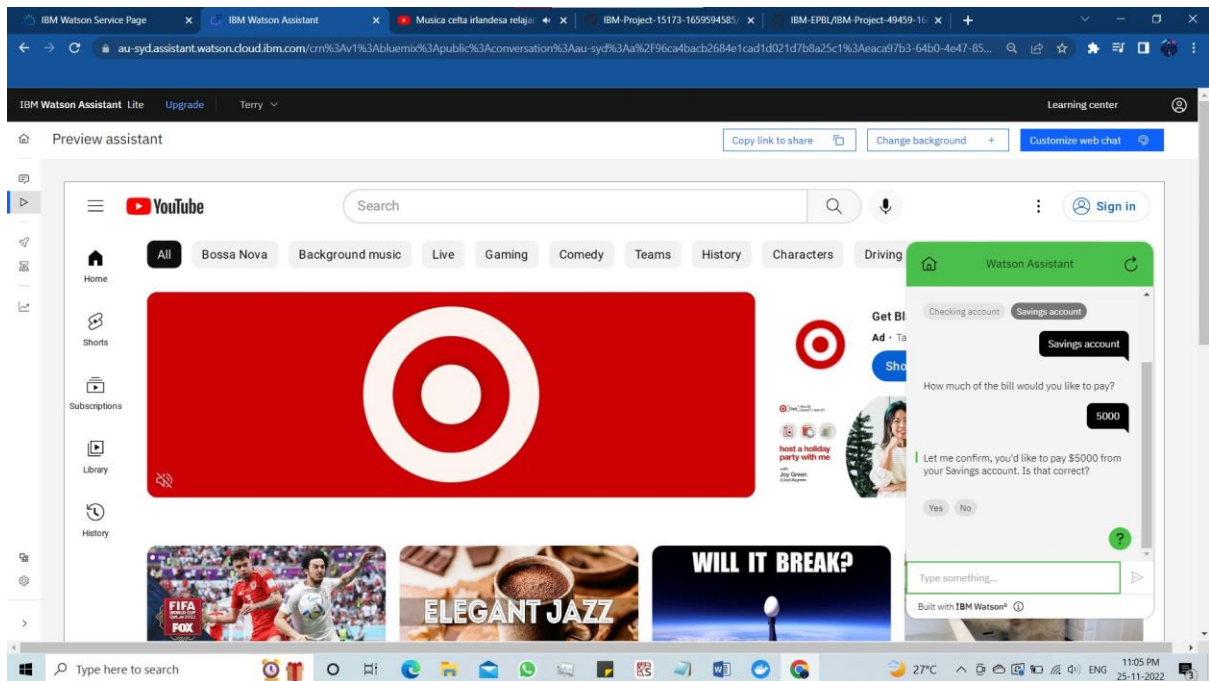 IBM Watson Service Page
IBM Watson Assistant
Musica celta irlandesa relajar
IBM-Project-15173-1659594585/
IBM-EPBL/IBM-Project-49459-16
au-syd.assistant.watson.cloud.ibm.com/crn%3Av1%3Abluemix%3Apublic%3Aconversation%3Aau-syd%3Aa%2F96ca4bacb2684e1cad1d021d7b8a25c1%3Aeaca97b3-64b0-4e47-85...
IBM Watson Assistant Lite Upgrade Terry Learning center
Preview assistant
Copy link to share
Change background +
Customize web chat
YouTube
Search
Sign in
All Bossa Nova Background music Live Gaming Comedy Teams History Characters Driving
Home
Shorts
Subscriptions
Library
History
Get Bl
Ad · Ta
Sho
host a holiday
party with me
with
Joy Green
ELEGANT JAZZ
WILL IT BREAK?
FIFA
FOX
Watson Assistant
Checking account Savings account
Savings account
How much of the bill would you like to pay?
5000
Let me confirm, you'd like to pay $5000 from
your Savings account. Is that correct?
Yes No
?
Type something...
Built with IBM Watson®
Type here to search
27°C
ENG
11:05 PM
25-11-2022
3